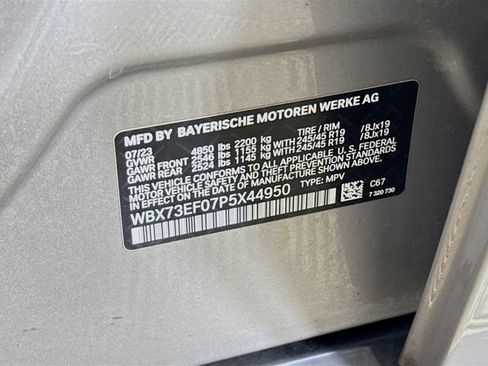 MFD BY BAYERISCHE MOTOREN WERKE AG
07/23 4850 lbs 2200 kg TIRE / RIM
GVWR
GAWR FRONT 2546 lbs 1155 kg 245/45 R19 /8Jx19
GAWR REAR 2524 lbs 1145 kg 245/45 R19 /8Jx19
THIS VEHICLE CONFORMS TO ALL APPLICABLE U.S. FEDERAL
MOTOR VEHICLE SAFETY, BUMPER, AND THEFT PREVENTION
STANDARDS IN EFFECT ON THE DATE OF MANUFACTURE SHOWN ABOVE.
WBX73EF07P5X44950 TYPE: MPV
C67
7 320 730